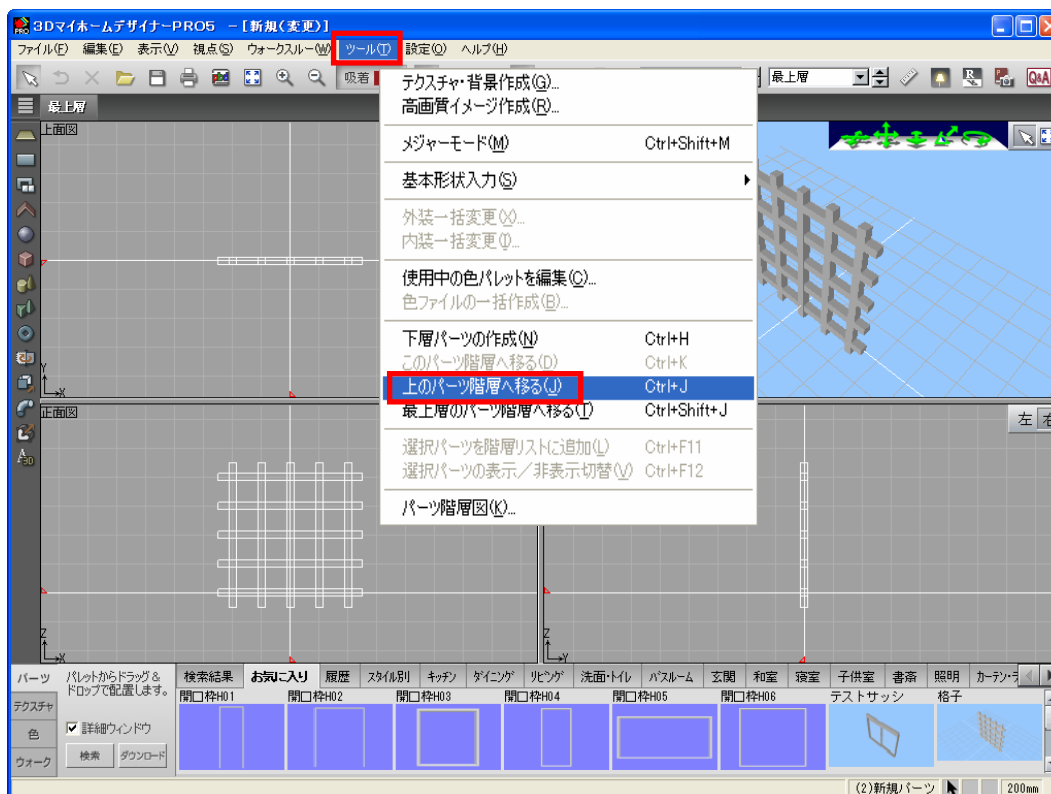 3DマイホームデザイナーPRO5 －[新規(変更)]
ファイル(F) 編集(E) 表示(V) 視点(S) ウォークスルー(W) ツール(T) 設定(O) ヘルプ(H)
吸着
最上層
Q&A
最上層
テクスチャ・背景作成(G)...
高画質イメージ作成(R)...
メジャーモード(M) Ctrl+Shift+M
基本形状入力(S)
外装一括変更(X)...
内装一括変更(I)...
使用中の色パレットを編集(C)...
色ファイルの一括作成(B)...
下層パーツの作成(N) Ctrl+H
このパーツ階層へ移る(D) Ctrl+K
上のパーツ階層へ移る(J) Ctrl+J
最上層のパーツ階層へ移る(T) Ctrl+Shift+J
選択パーツを階層リストに追加(L) Ctrl+F11
選択パーツの表示／非表示切替(V) Ctrl+F12
パーツ階層図(K)...
上面図
Y
X
正面図
Z
X
左 右
Z
Y
パーツ
テクスチャ
色
ウォーク
パレットからドラッグ＆
ドロップで配置します。
詳細ウィンドウ
検索 ダウンロード
検索結果 お気に入り 履歴 スタイル別 キッチン ダイニング リビング 洗面・トイレ バスルーム 玄関 和室 寝室 子供室 書斎 照明 カーテン・ラ
開口枠H01 開口枠H02 開口枠H03 開口枠H04 開口枠H05 開口枠H06 テストサッシ 格子
(2)新規パーツ 200mm